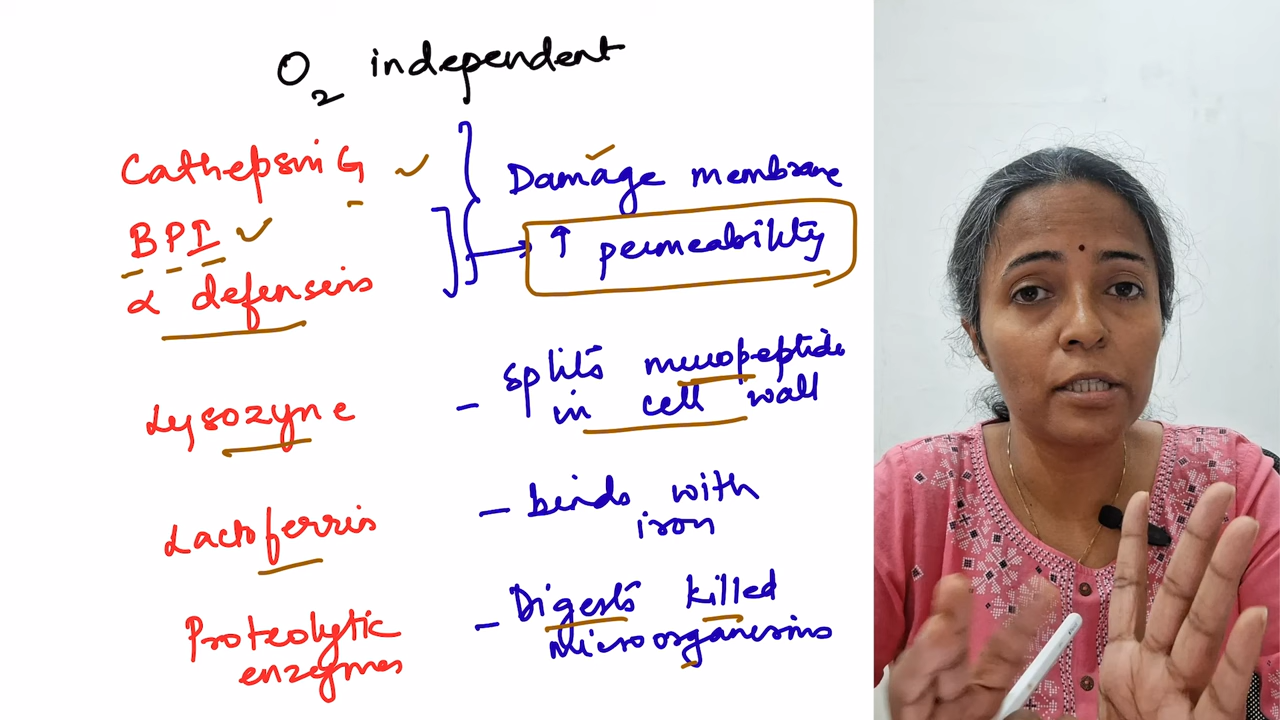 O2 independent
Cathepsin G
BPI
α defensins
Damage membrane
↑ permeability
Lysozyne
- splits mucopeptide
in cell wall
Lactoferrin
- binds with
iron
Proteolytic
enzymes
- Digests killed
microorganisms